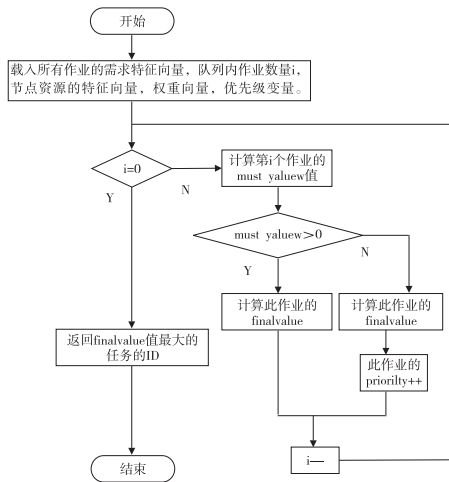 开始
载入所有作业的需求特征向量，队列内作业数量i，
节点资源的特征向量，权重向量，优先级变量。
i=0
N
Y
计算第i个作业的
must yaluew值
must yaluew＞0
Y
N
计算此作业的
finalvalue
计算此作业的
finalvalue
此作业的
priorilty++
返回finalvalue值最大的
任务的ID
i—
结束